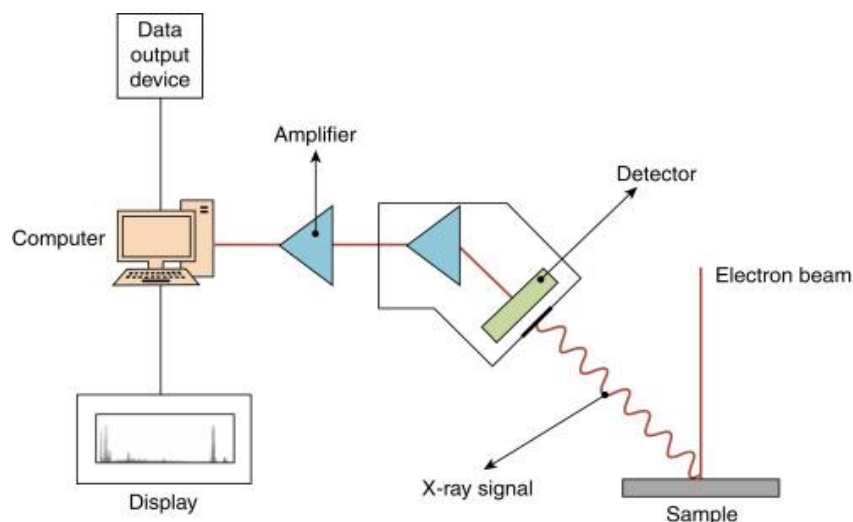 Data
output
device
Amplifier
Detector
Computer
Electron beam
X-ray signal
Display
Sample